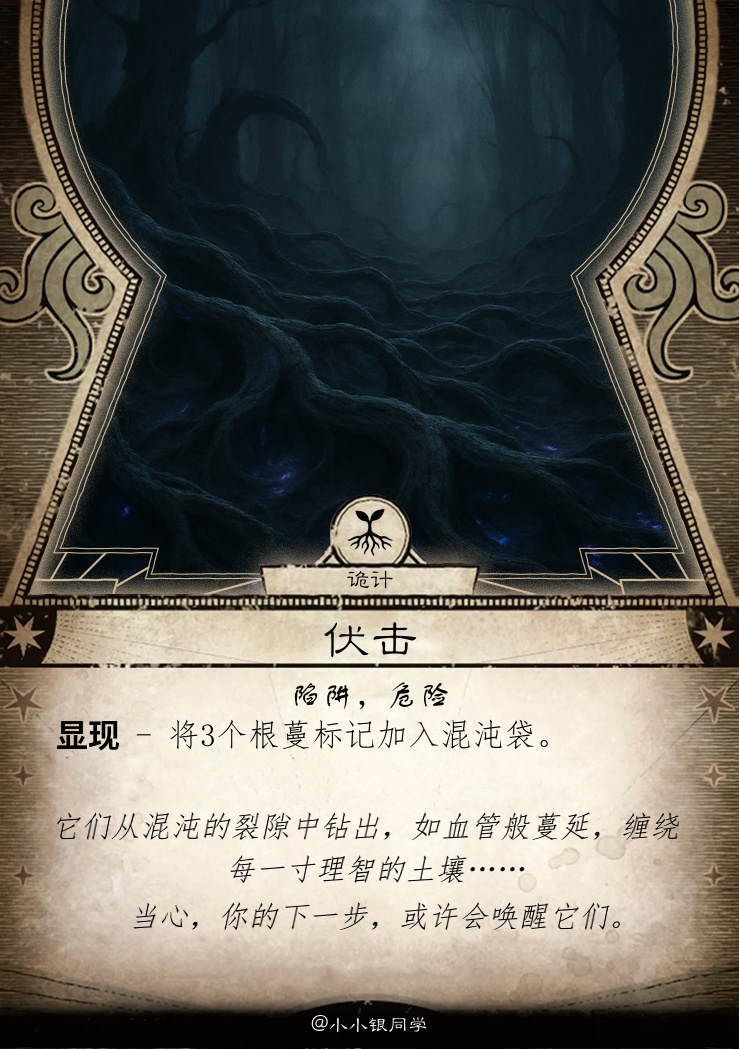 诡计
伏击
陷阱，危险
显现 - 将3个根蔓标记加入混沌袋。
它们从混沌的裂隙中钻出，如血管般蔓延，缠绕
每一寸理智的土壤……
当心，你的下一步，或许会唤醒它们。
@小小银同学